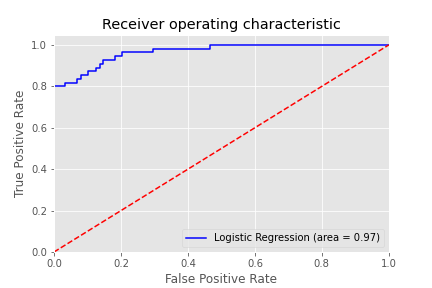 Receiver operating characteristic
True Positive Rate
1.0
0.8
0.6
0.4
0.2
0.0
Logistic Regression (area = 0.97)
0.0 0.2 0.4 0.6 0.8 1.0
False Positive Rate